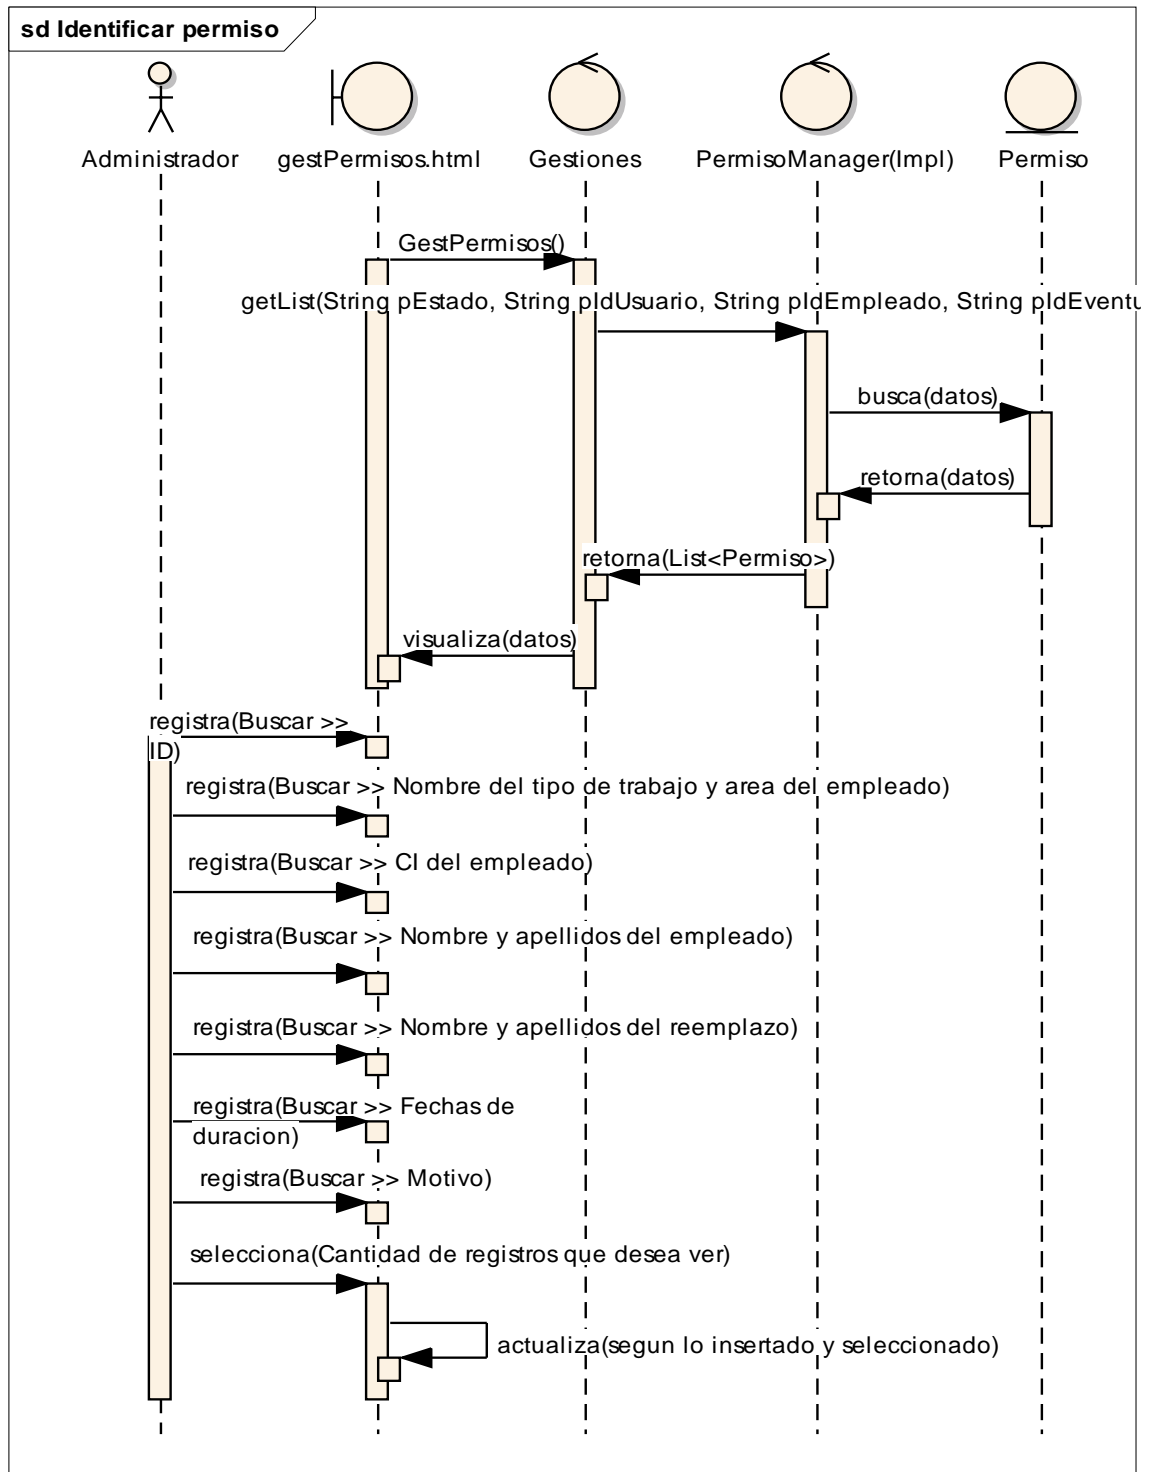 sd Identificar permiso
Administrador
gestPermisos.html
Gestiones
PermisoManager(Impl)
Permiso
GestPermisos()
getList(String pEstado, String pIdUsuario, String pIdEmpleado, String pIdEventu
busca(datos)
retorna(datos)
retorna(List<Permiso>)
visualiza(datos)
registra(Buscar >>
ID)
registra(Buscar >> Nombre del tipo de trabajo y area del empleado)
registra(Buscar >> CI del empleado)
registra(Buscar >> Nombre y apellidos del empleado)
registra(Buscar >> Nombre y apellidos del reemplazo)
registra(Buscar >> Fechas de
duracion)
registra(Buscar >> Motivo)
selecciona(Cantidad de registros que desea ver)
actualiza(segun lo insertado y seleccionado)